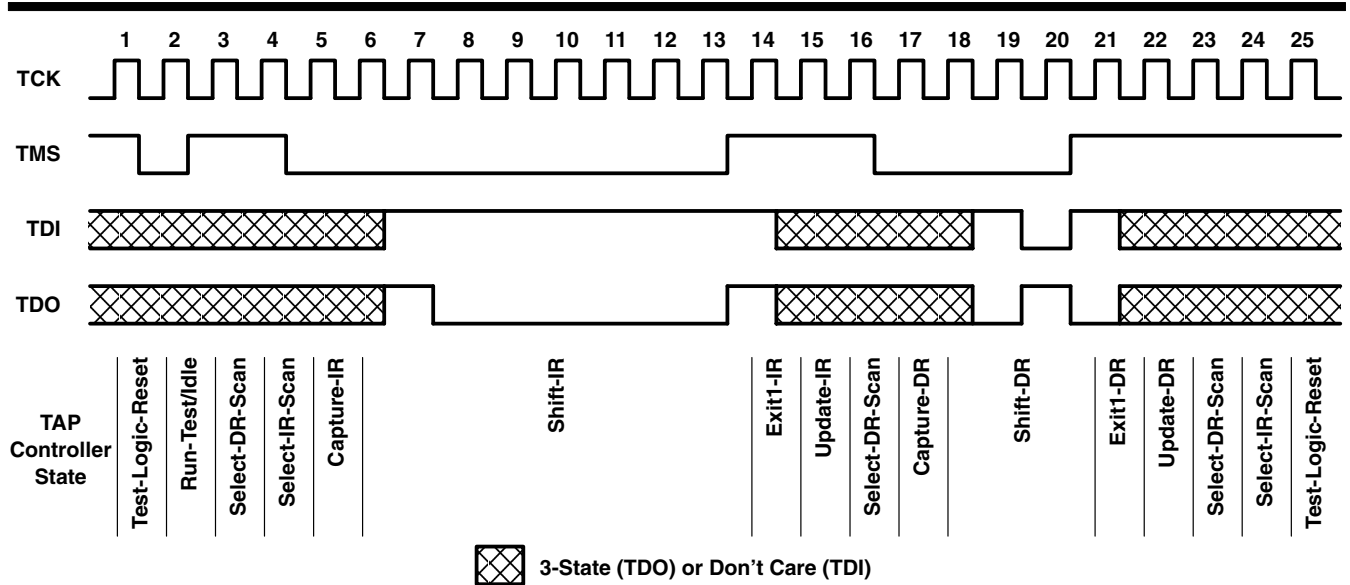 1 2 3 4 5 6 7 8 9 10 11 12 13 14 15 16 17 18 19 20 21 22 23 24 25
TCK
TMS
TDI
TDO
TAP
Controller
State
Test-Logic-Reset
Run-Test/Idle
Select-DR-Scan
Select-IR-Scan
Capture-IR
Shift-IR
Exit1-IR
Update-IR
Select-DR-Scan
Capture-DR
Shift-DR
Exit1-DR
Update-DR
Select-DR-Scan
Select-IR-Scan
Test-Logic-Reset
3-State (TDO) or Don't Care (TDI)